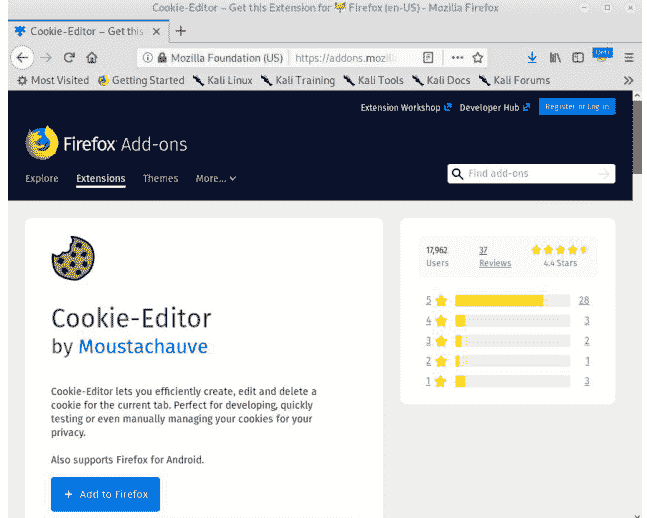 Cookie-Editor – Get this Extension for 🦊 Firefox (en-US) - Mozilla Firefox
Cookie-Editor – Get this
Mozilla Foundation (US) https://addons.mozil
Most Visited Getting Started Kali Linux Kali Training Kali Tools Kali Docs Kali Forums
Extension Workshop Developer Hub Register or Log in
Firefox Add-ons
Explore Extensions Themes More...
Find add-ons
17,962 37
Users Reviews 4.4 Stars
5 28
4 3
3 2
2 1
1 3
Cookie-Editor
by Moustachauve
Cookie-Editor lets you efficiently create, edit and delete a
cookie for the current tab. Perfect for developing, quickly
testing or even manually managing your cookies for your
privacy.
Also supports Firefox for Android.
+ Add to Firefox